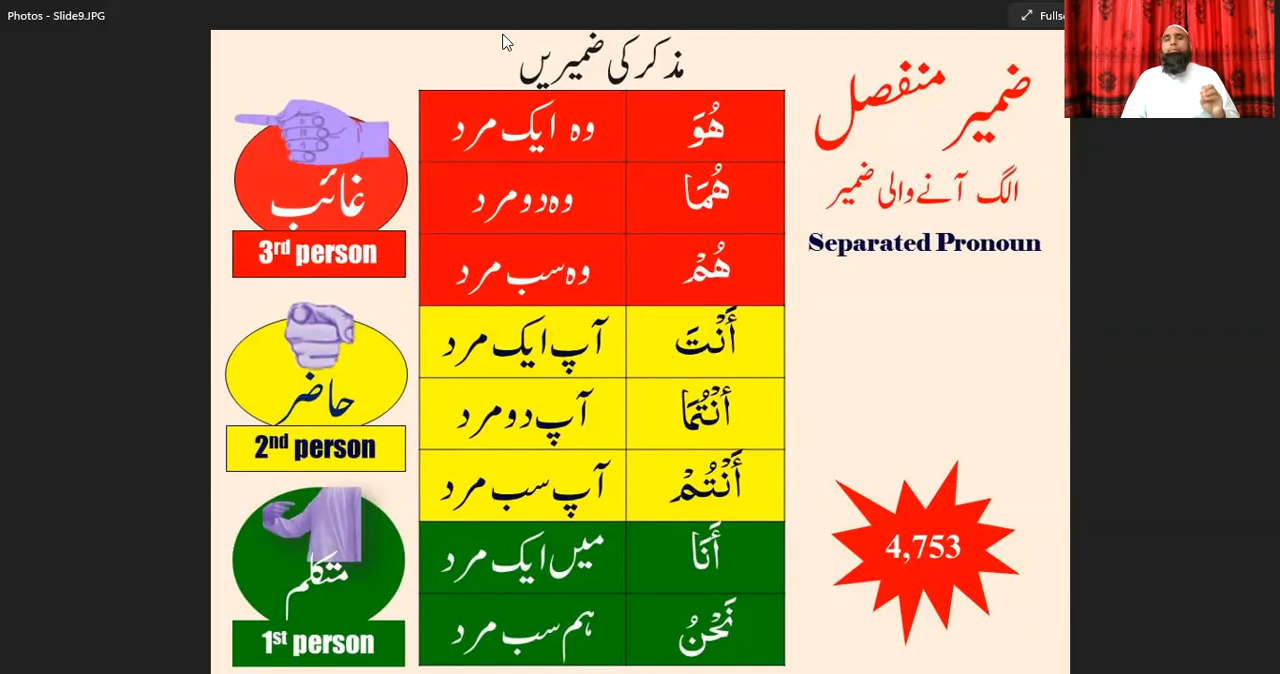 Photos - Slide9.JPG
Fulls
مذکر کی ضمیریں
ضمیر منفصل
الگ آنے والی ضمیر
Separated Pronoun
هُوَ وہ ایک مرد
هُمَا وہ دو مرد
هُمْ وہ سب مرد
غائب
3rd person
أَنْتَ آپ ایک مرد
أَنْتُمَا آپ دو مرد
أَنْتُمْ آپ سب مرد
حاضر
2nd person
أَنَا میں ایک مرد
نَحْنُ ہم سب مرد
متکلم
1st person
4,753